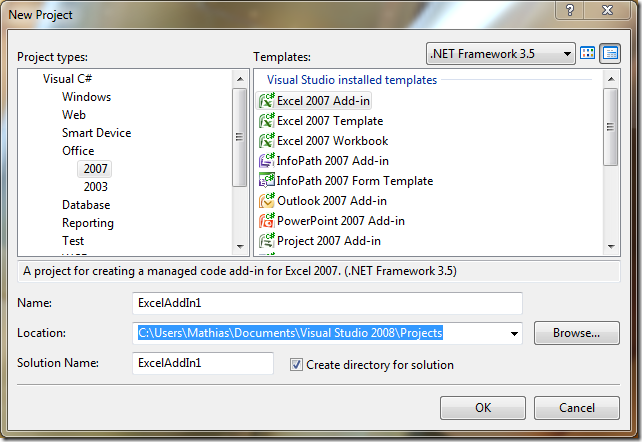 New Project
Project types:
Templates:
.NET Framework 3.5
Visual C#
Windows
Web
Smart Device
Office
2007
2003
Database
Reporting
Test
Visual Studio installed templates
Excel 2007 Add-in
Excel 2007 Template
Excel 2007 Workbook
InfoPath 2007 Add-in
InfoPath 2007 Form Template
Outlook 2007 Add-in
PowerPoint 2007 Add-in
Project 2007 Add-in
A project for creating a managed code add-in for Excel 2007. (.NET Framework 3.5)
Name:
ExcelAddIn1
Location:
C:\Users\Mathias\Documents\Visual Studio 2008\Projects
Browse...
Solution Name:
ExcelAddIn1
Create directory for solution
OK
Cancel